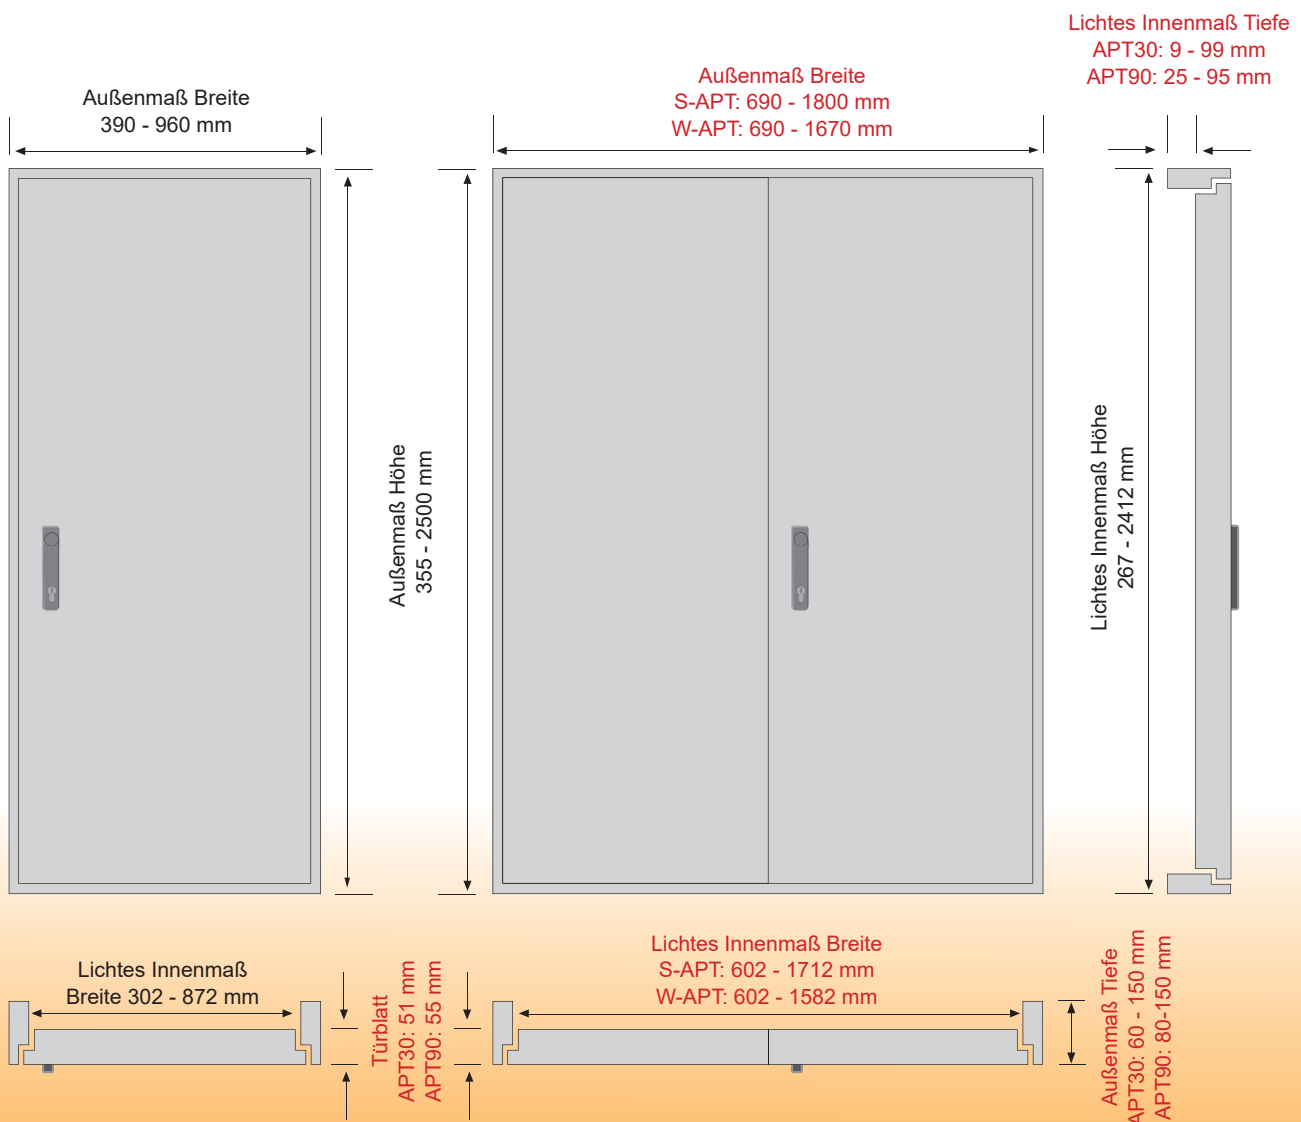 Lichtes Innenmaß Tiefe
APT30: 9 - 99 mm
APT90: 25 - 95 mm
Außenmaß Breite
390 - 960 mm
Außenmaß Breite
S-APT: 690 - 1800 mm
W-APT: 690 - 1670 mm
Außenmaß Höhe
355 - 2500 mm
Lichtes Innenmaß Höhe
267 - 2412 mm
Lichtes Innenmaß
Breite 302 - 872 mm
Türblatt
APT30: 51 mm
APT90: 55 mm
Lichtes Innenmaß Breite
S-APT: 602 - 1712 mm
W-APT: 602 - 1582 mm
Außenmaß Tiefe
APT30: 60 - 150 mm
APT90: 80-150 mm